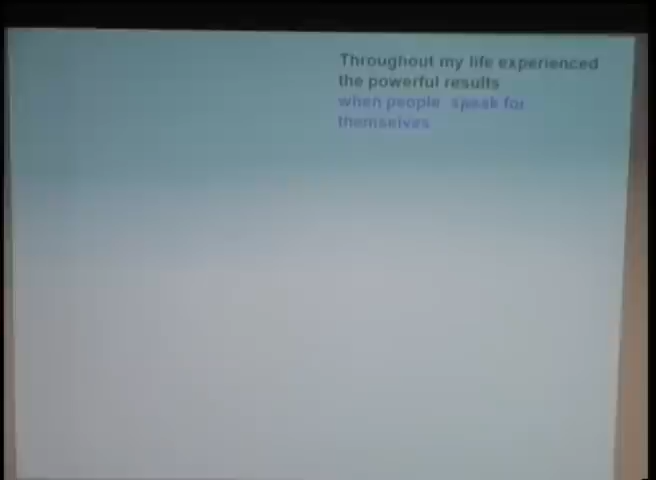 Throughout my life experienced
the powerful results
when people speak for
themselves